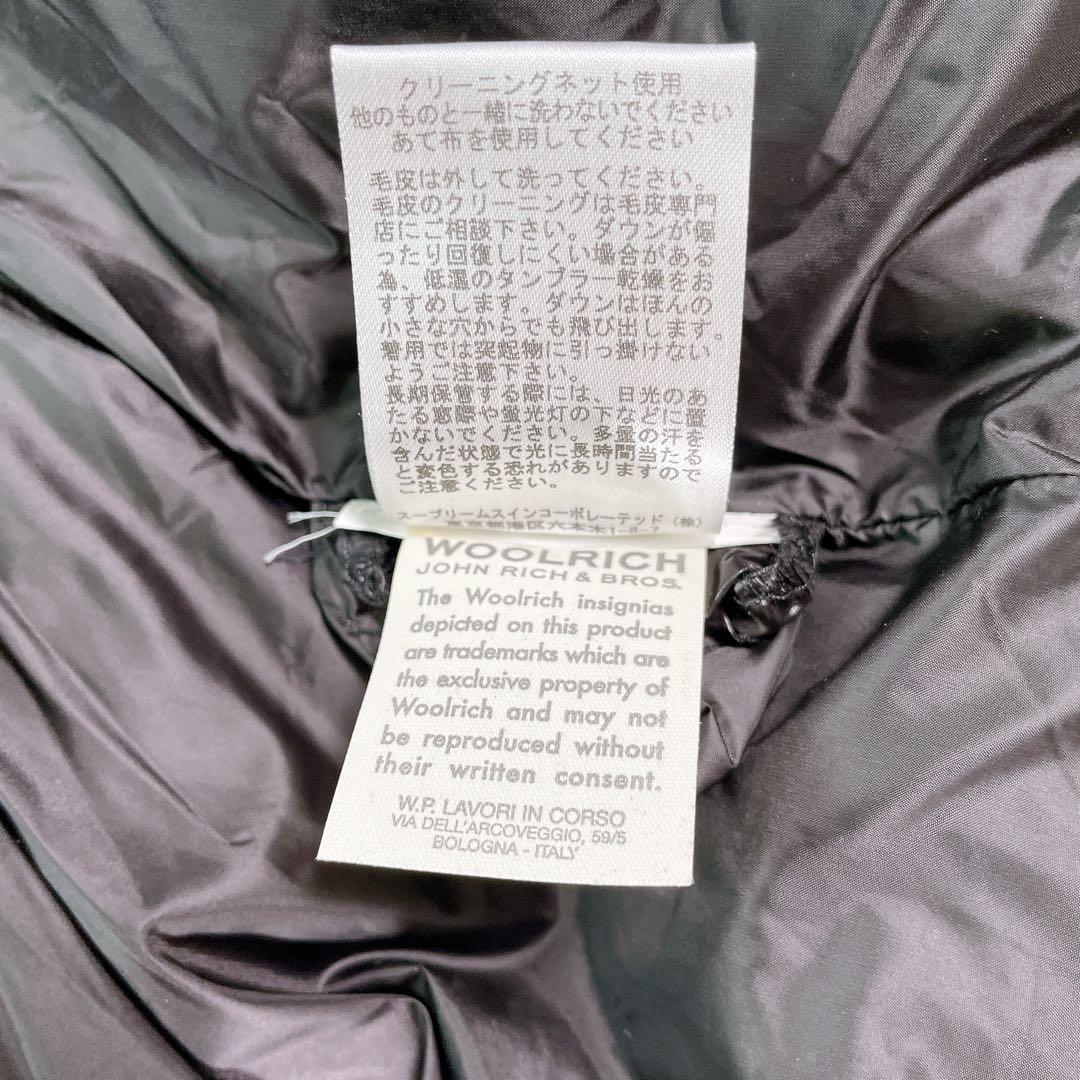 クリーニングネット使用
他のものと一緒に洗わないでください
あて布を使用してください
毛皮は外して洗ってください。
毛皮のクリーニングは毛皮専門
店にご相談下さい。ダウンが偏
ったり回復しにくい場合がある
為、低温のタンブラー乾燥をお
すすめします。ダウンはほんの
小さな穴からでも飛び出します。
着用では突起物に引っ掛けない
ようご注意下さい。
長期保管する際には、日光のあ
たる窓際や蛍光灯の下などに置
かないでください。多量の汗を
含んだ状態で光に長時間当たる
と変色する恐れがありますので
ご注意ください。
スープリームスインコーポレーテッド(株)
東京都港区六本木1-8-7
WOOLRICH
JOHN RICH & BROS.
The Woolrich insignias
depicted on this product
are trademarks which are
the exclusive property of
Woolrich and may not
be reproduced without
their written consent.
W.P. LAVORI IN CORSO
VIA DELL'ARCOVEGGIO, 59/5
BOLOGNA - ITALY